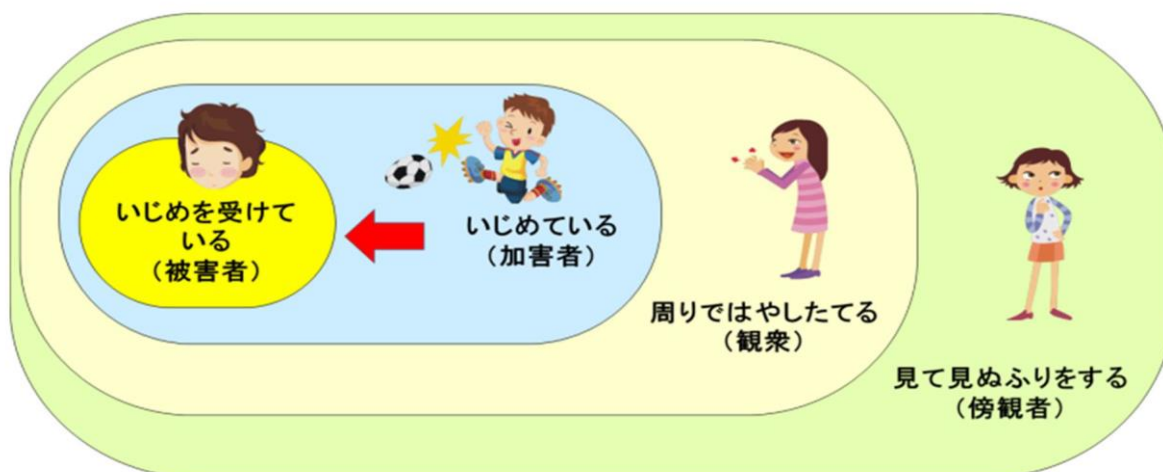 いじめを受けて
いる
（被害者）
いじめている
（加害者）
周りではやしたてる
（観衆）
見て見ぬふりをする
（傍観者）